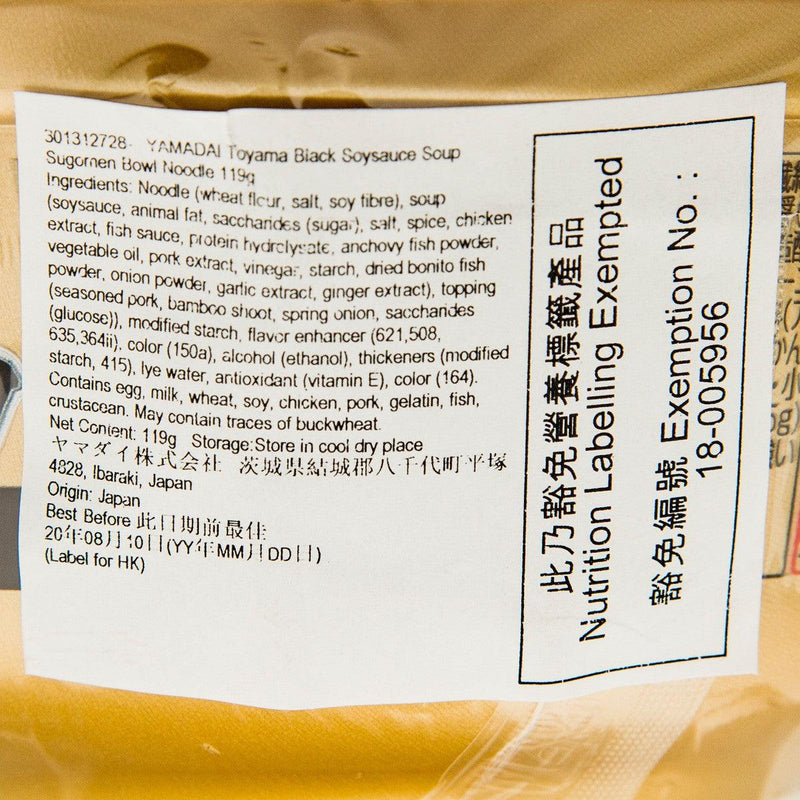 301312728- YAMADAI Toyama Black Soysauce Soup
Sugomen Bowl Noodle 119g
Ingredients: Noodle (wheat flour, salt, soy fibre), soup
(soysauce, animal fat, saccharides (sugar), salt, spice, chicken
extract, fish sauce, protein hydrolysate, anchovy fish powder,
vegetable oil, pork extract, vinegar, starch, dried bonito fish
powder, onion powder, garlic extract, ginger extract), topping
(seasoned pork, bamboo shoot, spring onion, saccharides
(glucose)), modified starch, flavor enhancer (621,508,
635,364ii), color (150a), alcohol (ethanol), thickeners (modified
starch, 415), lye water, antioxidant (vitamin E), color (164).
Contains egg, milk, wheat, soy, chicken, pork, gelatin, fish,
crustacean. May contain traces of buckwheat.
Net Content: 119g Storage:Store in cool dry place
ヤマダイ株式会社 茨城県結城郡八千代町平塚
4828, Ibaraki, Japan
Origin: Japan
Best Before 此日期前最佳
20年08月10日(YY年MM月DD日)
(Label for HK)
此乃豁免營養標籤產品
Nutrition Labelling Exempted
豁免編號 Exemption No. :
18-005956